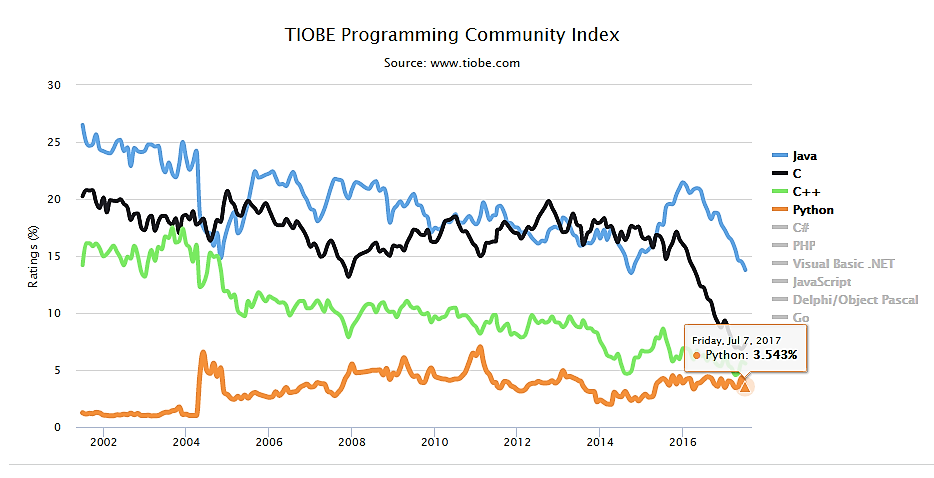 TIOBE Programming Community Index
Source: www.tiobe.com
Ratings (%)
30
25
20
15
10
5
0
2002 2004 2006 2008 2010 2012 2014 2016
Java
C
C++
Python
C#
PHP
Visual Basic .NET
JavaScript
Delphi/Object Pascal
Go
Friday, Jul 7, 2017
Python: 3.543%